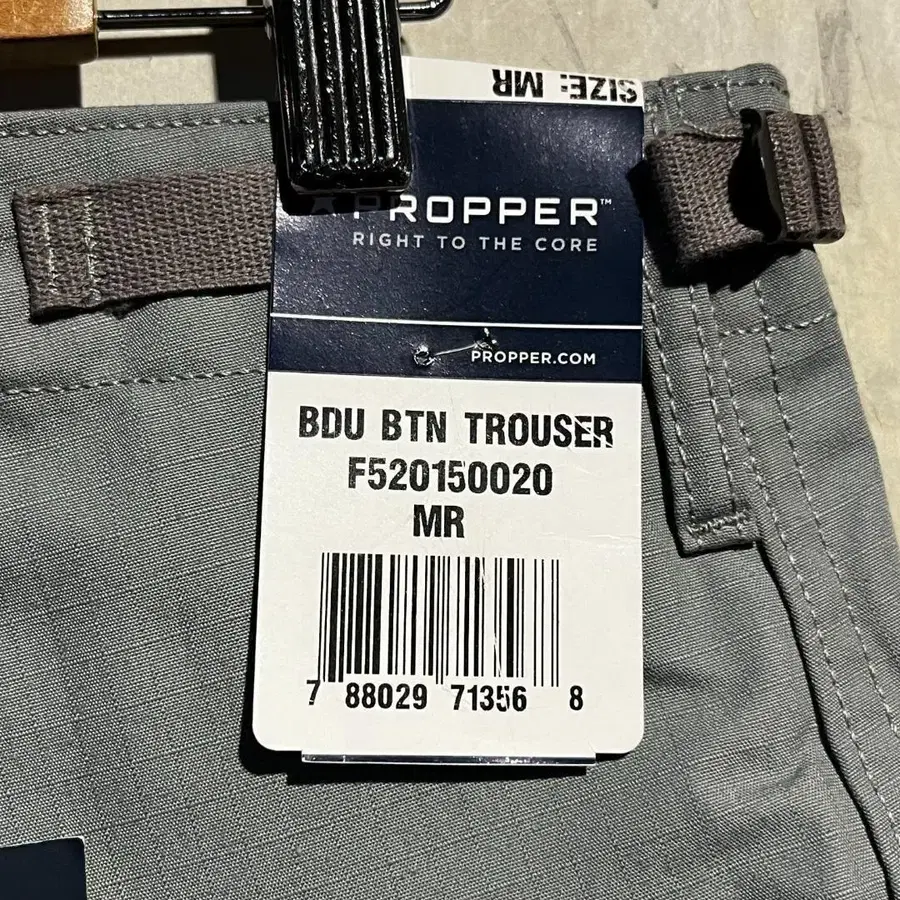 SIZE: MR
PROPPER™
RIGHT TO THE CORE
PROPPER.COM
BDU BTN TROUSER
F520150020
MR
7 88029 71356 8